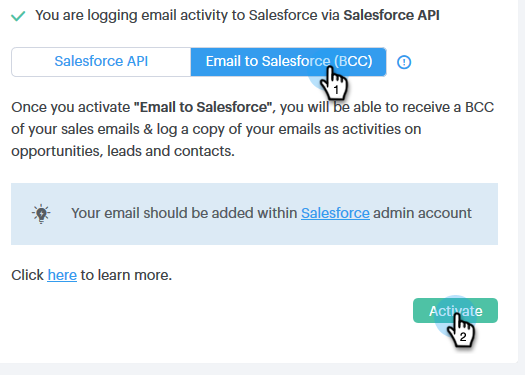 You are logging email activity to Salesforce via Salesforce API
Salesforce API
Email to Salesforce (BCC)
1
Once you activate "Email to Salesforce", you will be able to receive a BCC
of your sales emails & log a copy of your emails as activities on
opportunities, leads and contacts.
Your email should be added within Salesforce admin account
Click here to learn more.
Activate
2